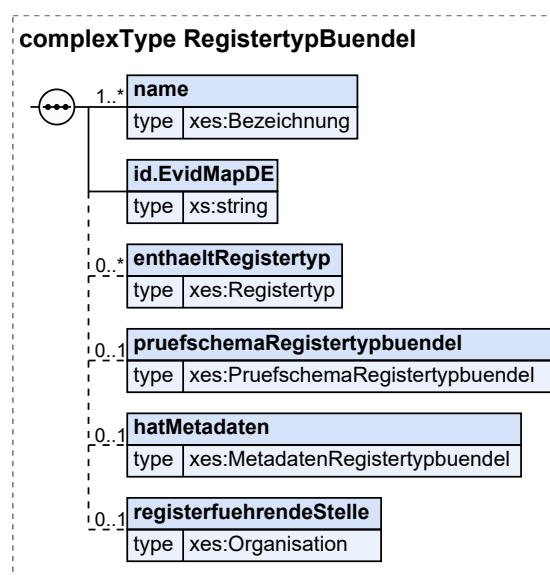 complexType RegistertypBuendel
1..* name
type xes:Bezeichnung
id.EvidMapDE
type xs:string
0..* enthaeltRegistertyp
type xes:Registertyp
0..1 pruefschemaRegistertypbuendel
type xes:PruefschemaRegistertypbuendel
0..1 hatMetadaten
type xes:MetadatenRegistertypbuendel
0..1 registerfuehrendeStelle
type xes:Organisation